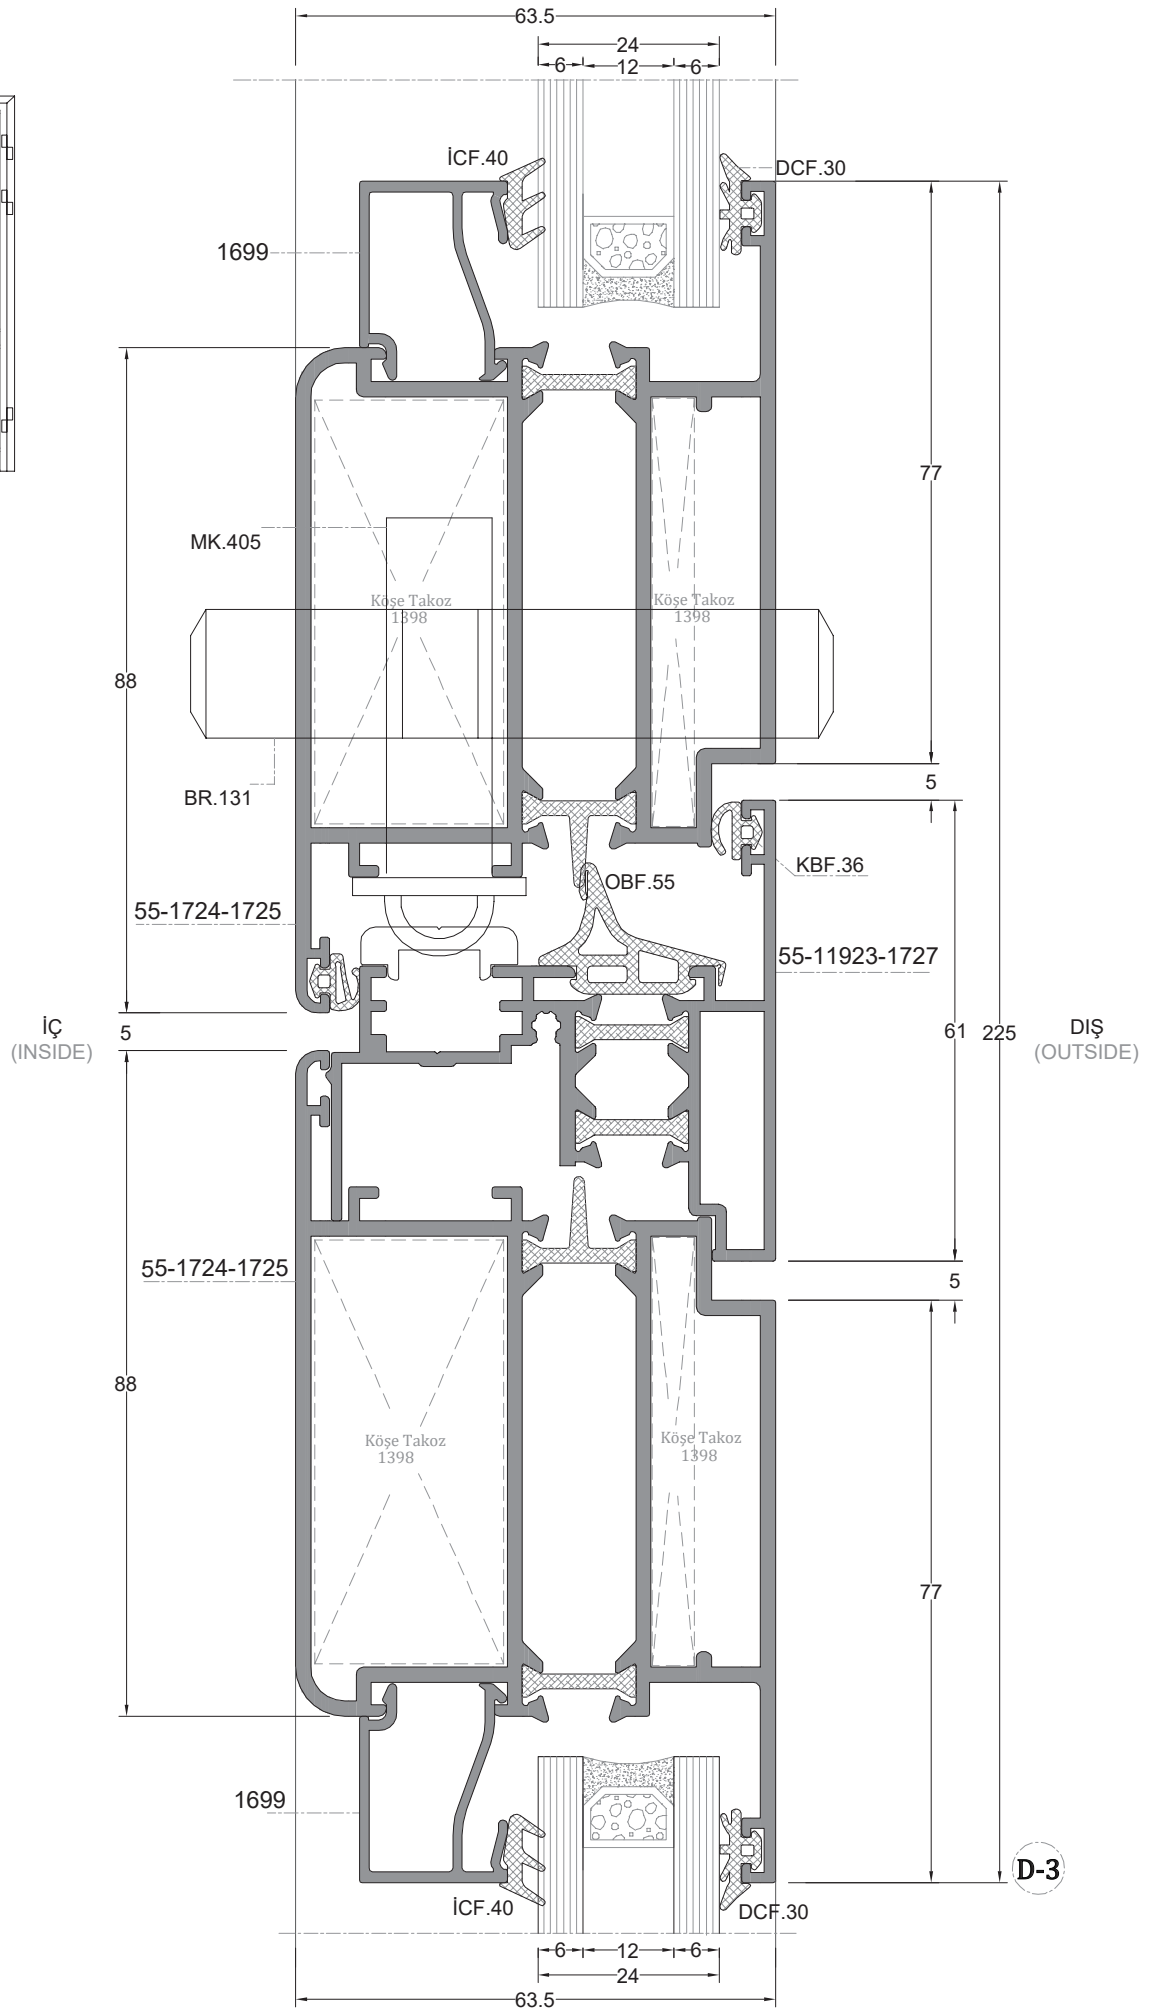 63.5
24
6 12 6
İCF.40
DCF.30
1699
77
MK.405
Köşe Takoz
1398
Köşe Takoz
1398
88
5
BR.131
KBF.36
OBF.55
55-1724-1725
55-11923-1727
İÇ
(INSIDE)
5
61
225
DIŞ
(OUTSIDE)
55-1724-1725
5
88
Köşe Takoz
1398
Köşe Takoz
1398
77
1699
D-3
İCF.40
DCF.30
6 12 6
24
63.5